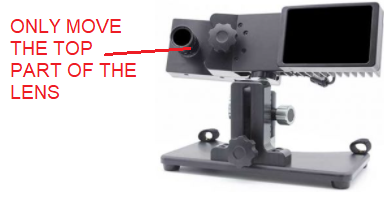 ONLY MOVE
THE TOP
PART OF THE
LENS